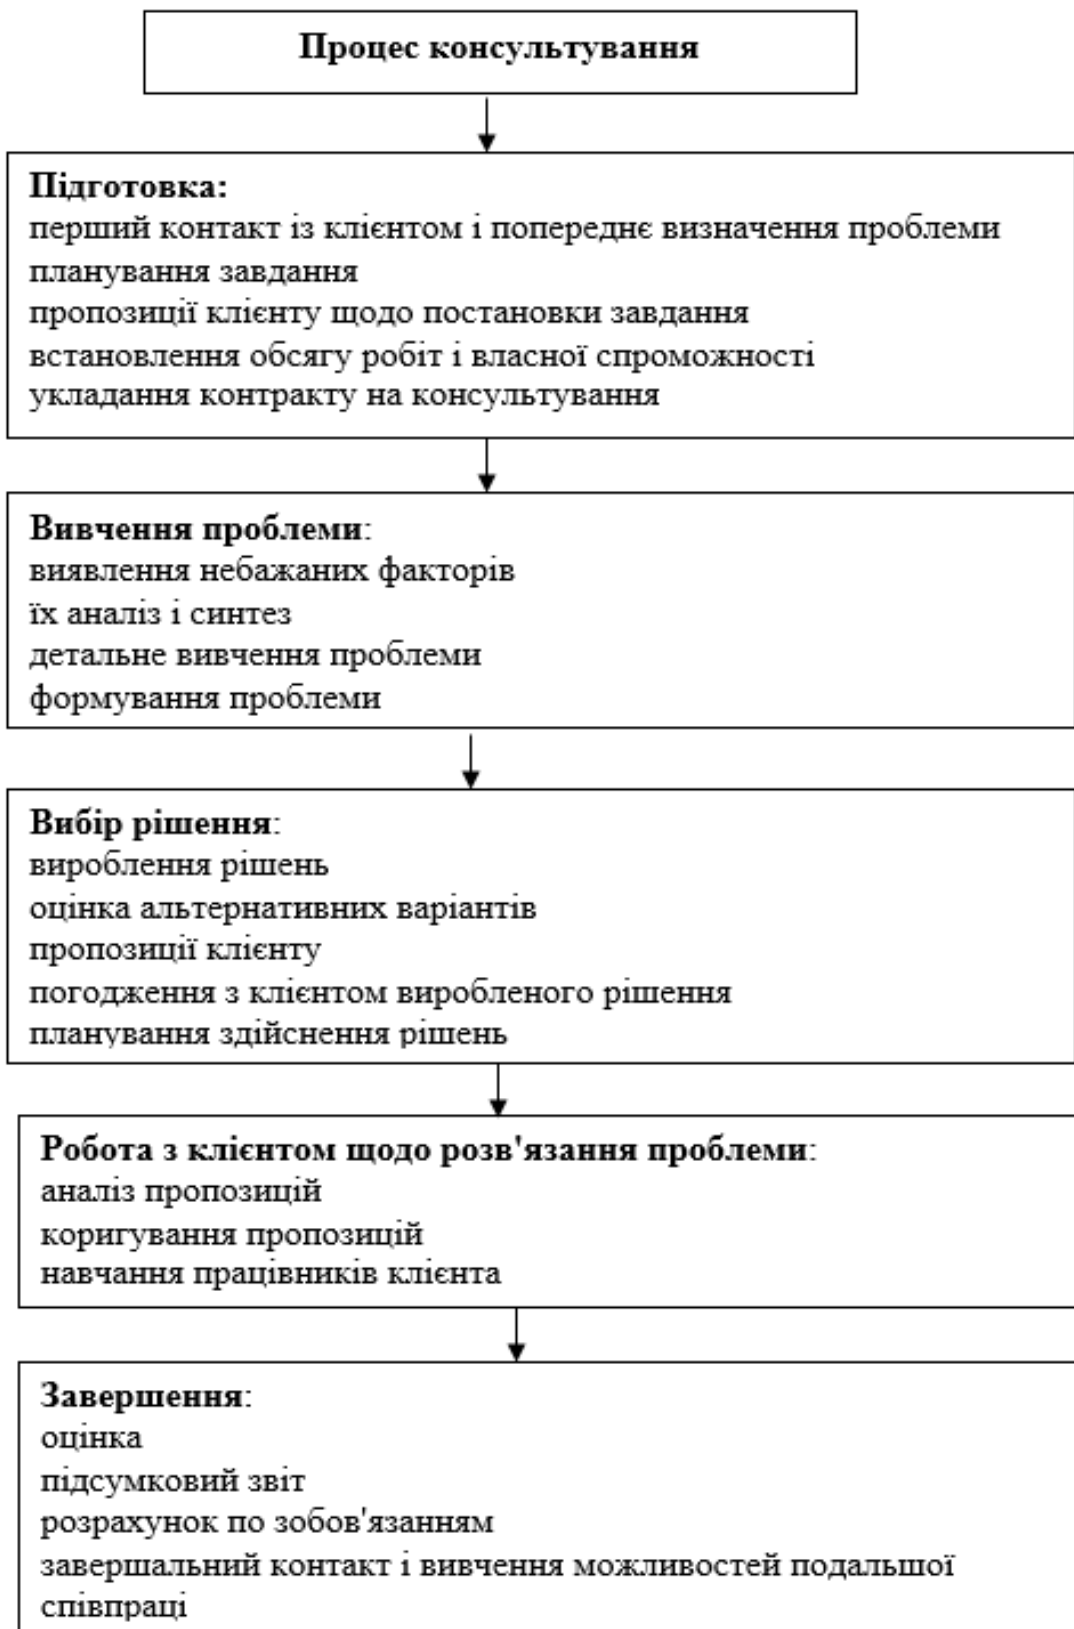 Процес консультування
Підготовка:
перший контакт із клієнтом і попереднє визначення проблеми
планування завдання
пропозиції клієнту щодо постановки завдання
встановлення обсягу робіт і власної спроможності
укладання контракту на консультування
Вивчення проблеми:
виявлення небажаних факторів
їх аналіз і синтез
детальне вивчення проблеми
формування проблеми
Вибір рішення:
вироблення рішень
оцінка альтернативних варіантів
пропозиції клієнту
погодження з клієнтом виробленого рішення
планування здійснення рішень
Робота з клієнтом щодо розв'язання проблеми:
аналіз пропозицій
коригування пропозицій
навчання працівників клієнта
Завершення:
оцінка
підсумковий звіт
розрахунок по зобов'язанням
завершальний контакт і вивчення можливостей подальшої
співпраці